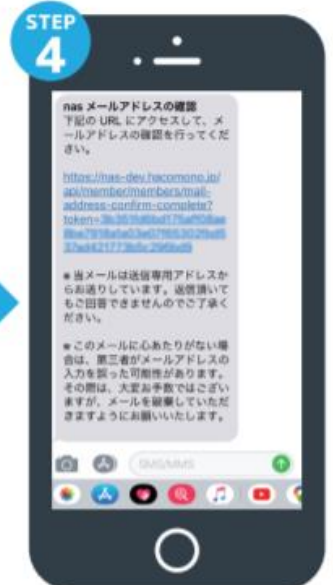 STEP
4
nas メールアドレスの確認
下記の URL にアクセスして、メ
ールアドレスの確認を行ってくだ
さい。
https://nas-dev.hacomono.jp/
api/member/members/mail-
address-confirm-complete?
※当メールは送信専用アドレスか
らお送りしています。送信頂いて
もご回答できませんのでご了承く
ださい。
※このメールに心あたりがない場
合は、第三者がメールアドレスの
入力を誤った可能性があります。
その際は、大変お手数ではござい
ますが、メールを破棄していただ
きますようにお願いいたします。
SMS/MMS